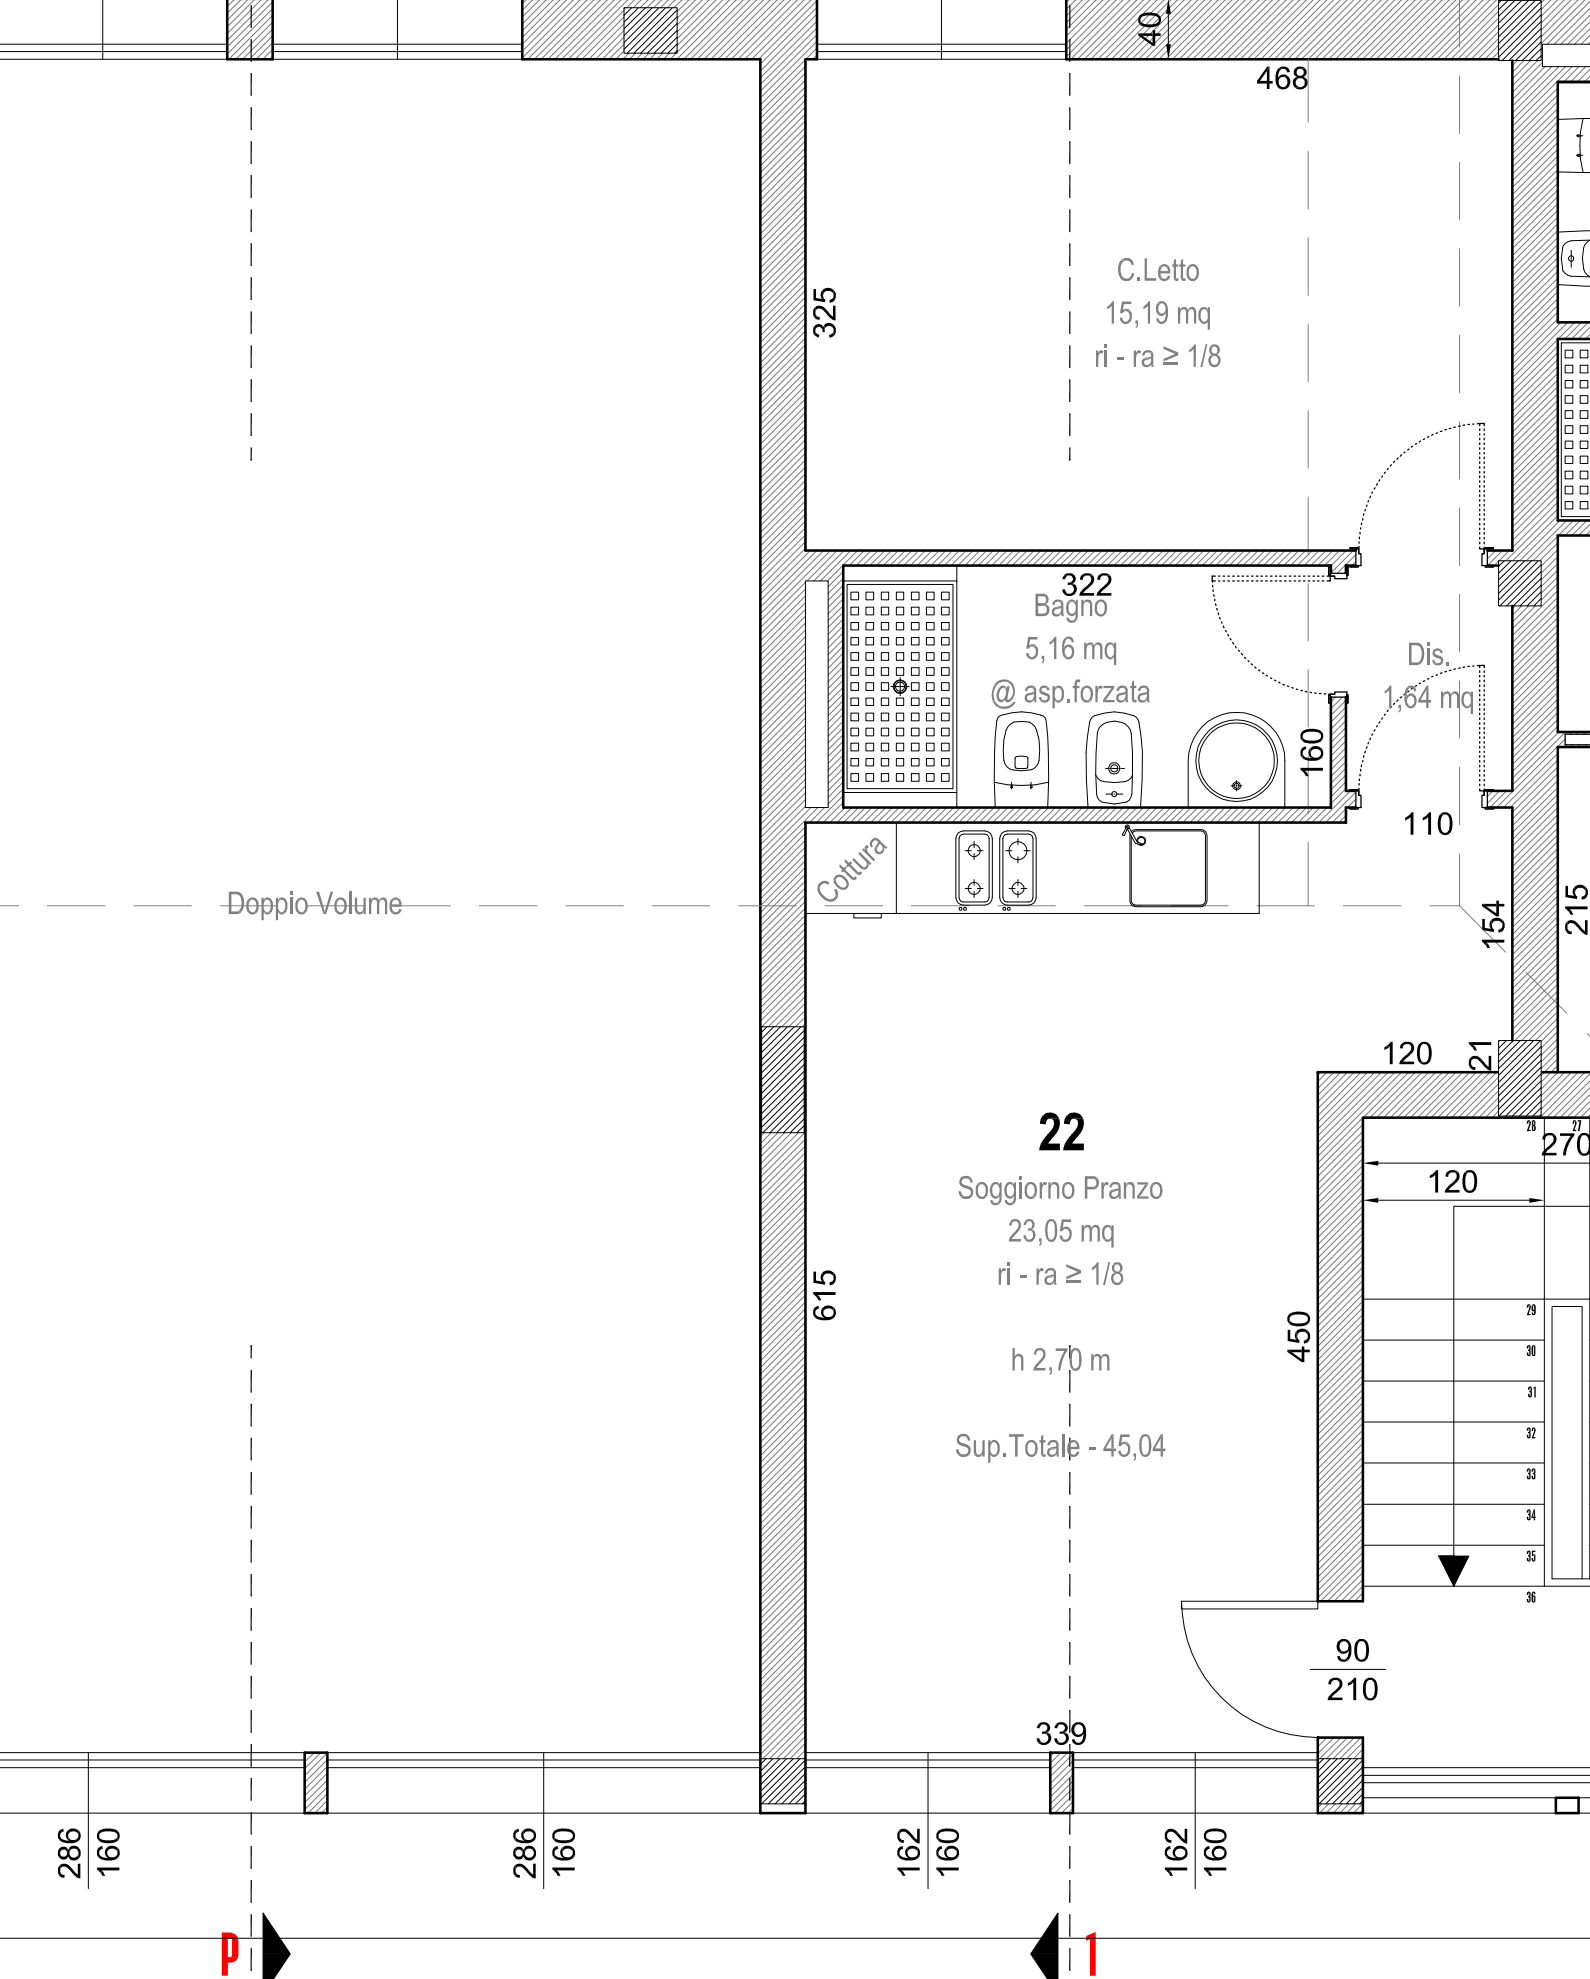 40
468
C.Letto
15,19 mq
ri - ra ≥ 1/8
325
322
Bagno
5,16 mq
@ asp.forzata
Dis.
1,64 mq
160
110
Cottura
Doppio Volume
154
215
120
21
22
Soggiorno Pranzo
23,05 mq
ri - ra ≥ 1/8
h 2,70 m
Sup.Totale - 45,04
615
450
28
27
270
120
29
30
31
32
33
34
35
36
90
210
339
286
160
286
160
162
160
162
160
P
1